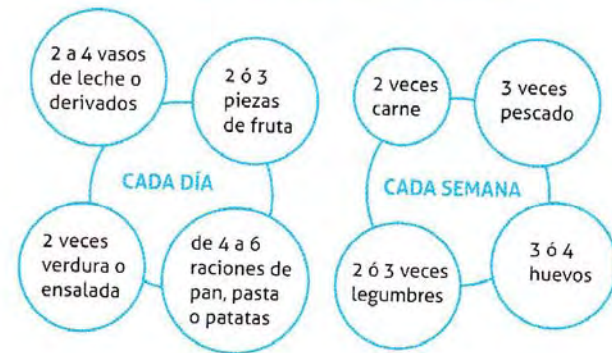 2 a 4 vasos
de leche o
derivados
2 ó 3
piezas
de fruta
CADA DÍA
2 veces
verdura o
ensalada
de 4 a 6
raciones de
pan, pasta
o patatas
2 veces
carne
3 veces
pescado
CADA SEMANA
2 ó 3 veces
legumbres
3 ó 4
huevos